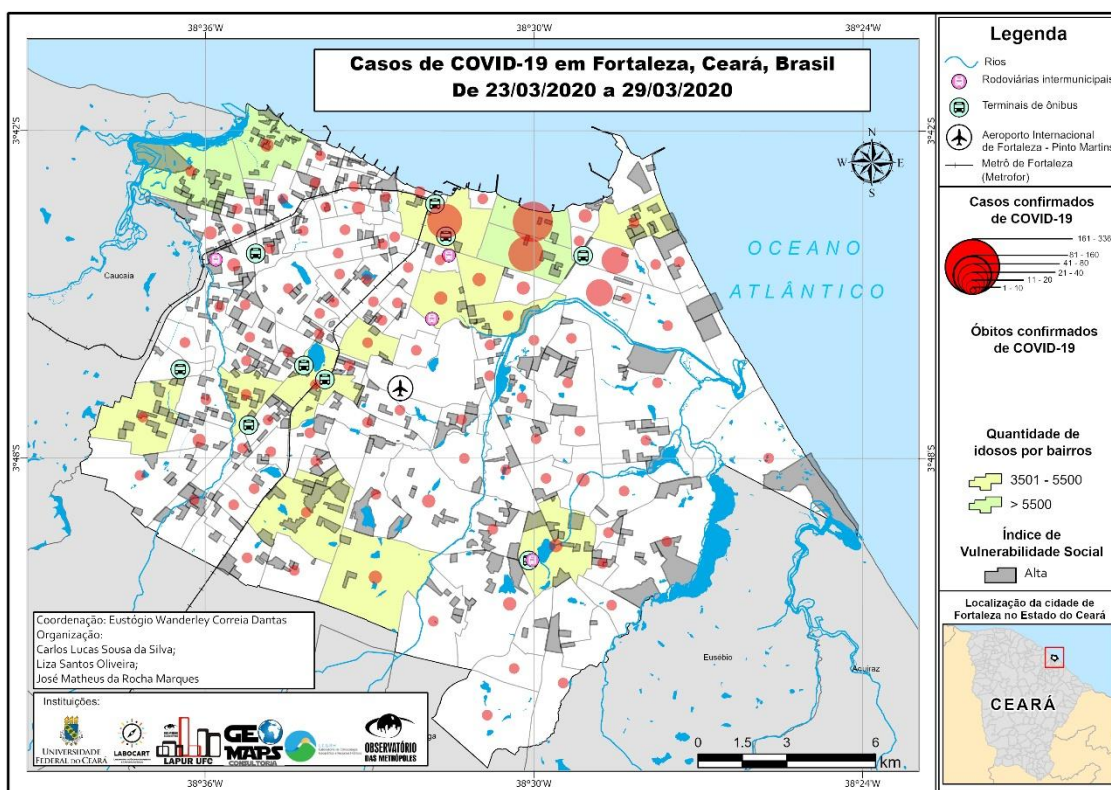 38°36'W
38°30'W
38°24'W
Casos de COVID-19 em Fortaleza, Ceará, Brasil
De 23/03/2020 a 29/03/2020
3°42'S
3°42'S
N
W
E
S
Caucaia
OCEANO
ATLÂNTICO
3°48'S
3°48'S
Eusébio
Aquiraz
Coordenação: Eustógio Wanderley Correia Dantas
Organização:
Carlos Lucas Sousa da Silva;
Liza Santos Oliveira;
José Matheus da Rocha Marques
Instituições:
UNIVERSIDADE
FEDERAL DO CEARÁ
LABOCART
LAPUR UFC
GEO
MAPS
CONSULTORIA
OBSERVATÓRIO
DAS METRÓPOLES
0
1.5
3
6
km
38°36'W
38°30'W
38°24'W
Legenda
Rios
Rodoviárias intermunicipais
Terminais de ônibus
Aeroporto Internacional
de Fortaleza - Pinto Martins
Metrô de Fortaleza
(Metrofor)
Casos confirmados
de COVID-19
161 - 336
81 - 160
41 - 80
21 - 40
11 - 20
1 - 10
Óbitos confirmados
de COVID-19
Quantidade de
idosos por bairros
3501 - 5500
> 5500
Índice de
Vulnerabilidade Social
Alta
Localização da cidade de
Fortaleza no Estado do Ceará
CEARÁ